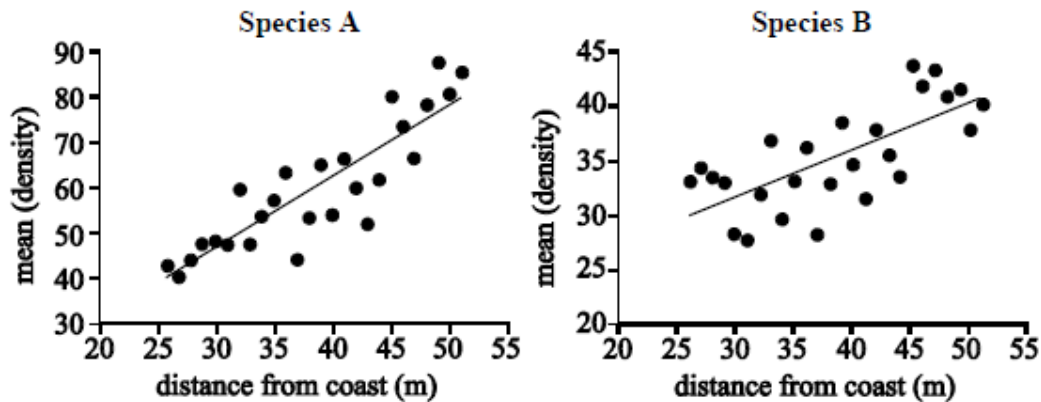 Species A
mean (density)
90
80
70
60
50
40
30
20 25 30 35 40 45 50 55
distance from coast (m)
Species B
mean (density)
45
40
35
30
25
20
20 25 30 35 40 45 50 55
distance from coast (m)